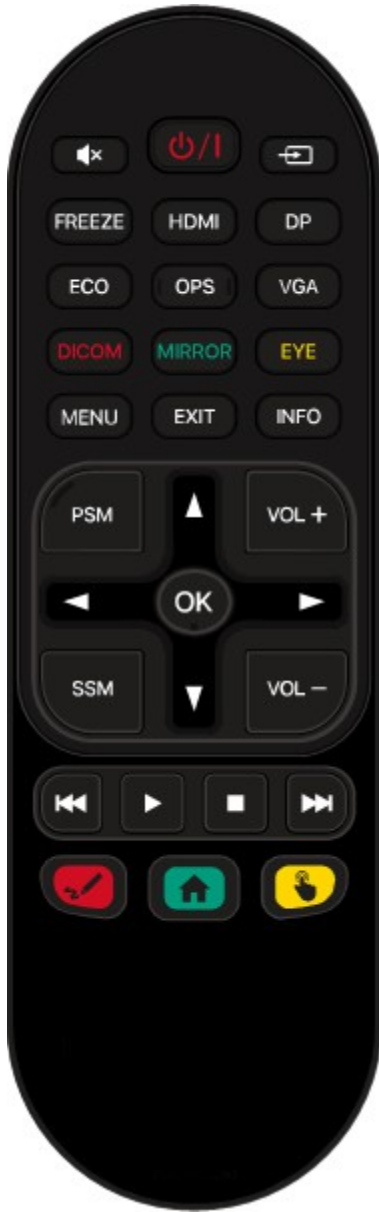 FREEZE HDMI DP
ECO OPS VGA
DICOM MIRROR EYE
MENU EXIT INFO
PSM VOL +
OK
SSM VOL −